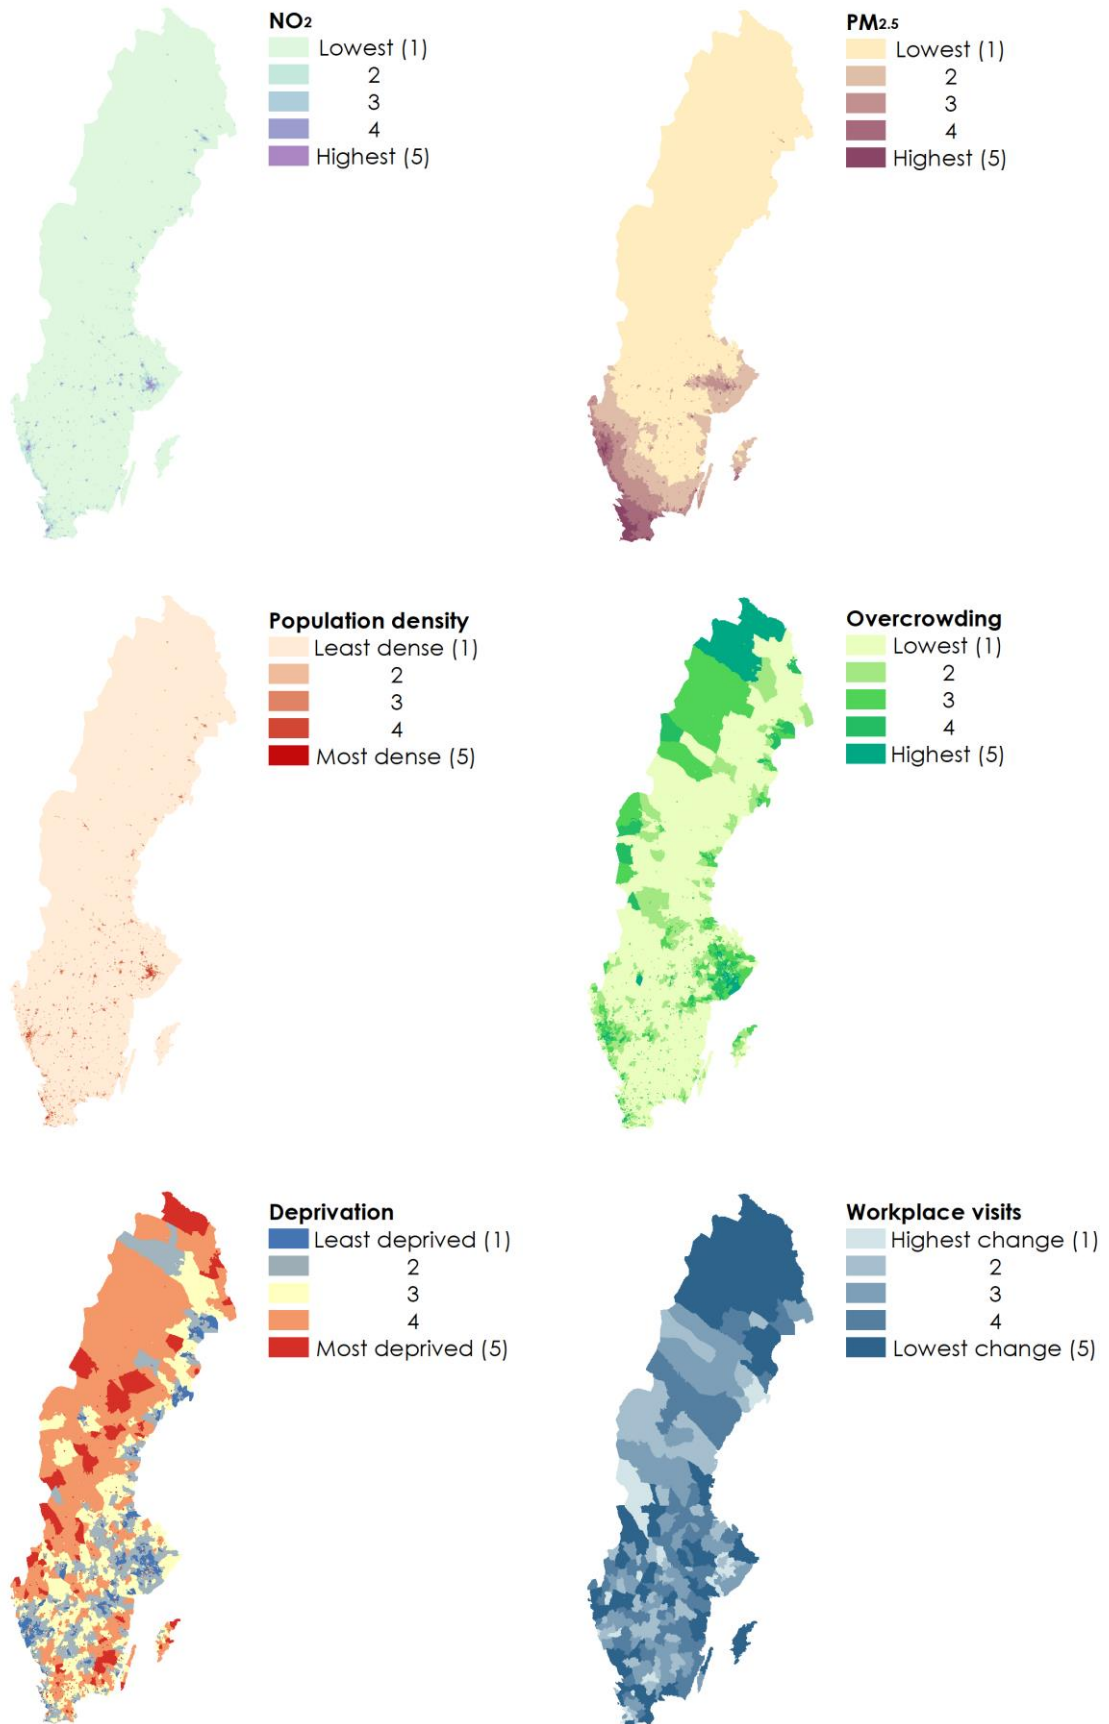 NO2
Lowest (1)
2
3
4
Highest (5)
PM2.5
Lowest (1)
2
3
4
Highest (5)
Population density
Least dense (1)
2
3
4
Most dense (5)
Overcrowding
Lowest (1)
2
3
4
Highest (5)
Deprivation
Least deprived (1)
2
3
4
Most deprived (5)
Workplace visits
Highest change (1)
2
3
4
Lowest change (5)